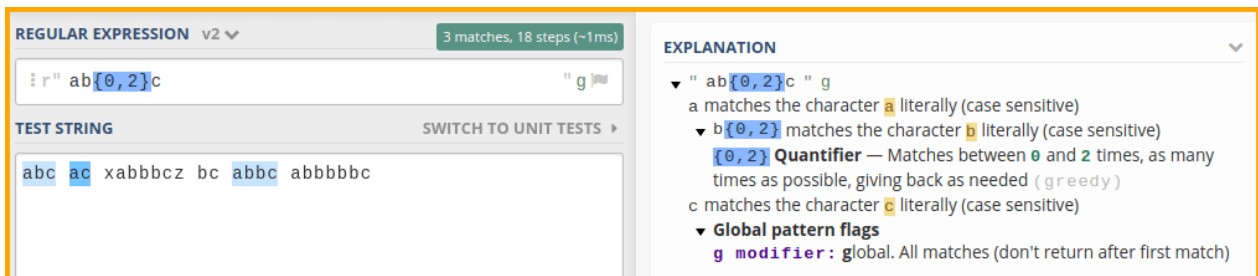 REGULAR EXPRESSION v2
3 matches, 18 steps (~1ms)
r" ab{0,2}c " g
TEST STRING
SWITCH TO UNIT TESTS
abc ac xabbbcz bc abbc abbbbbc
EXPLANATION
" ab{0,2}c " g
a matches the character a literally (case sensitive)
b{0,2} matches the character b literally (case sensitive)
{0,2} Quantifier — Matches between 0 and 2 times, as many
times as possible, giving back as needed (greedy)
c matches the character c literally (case sensitive)
Global pattern flags
g modifier: global. All matches (don't return after first match)